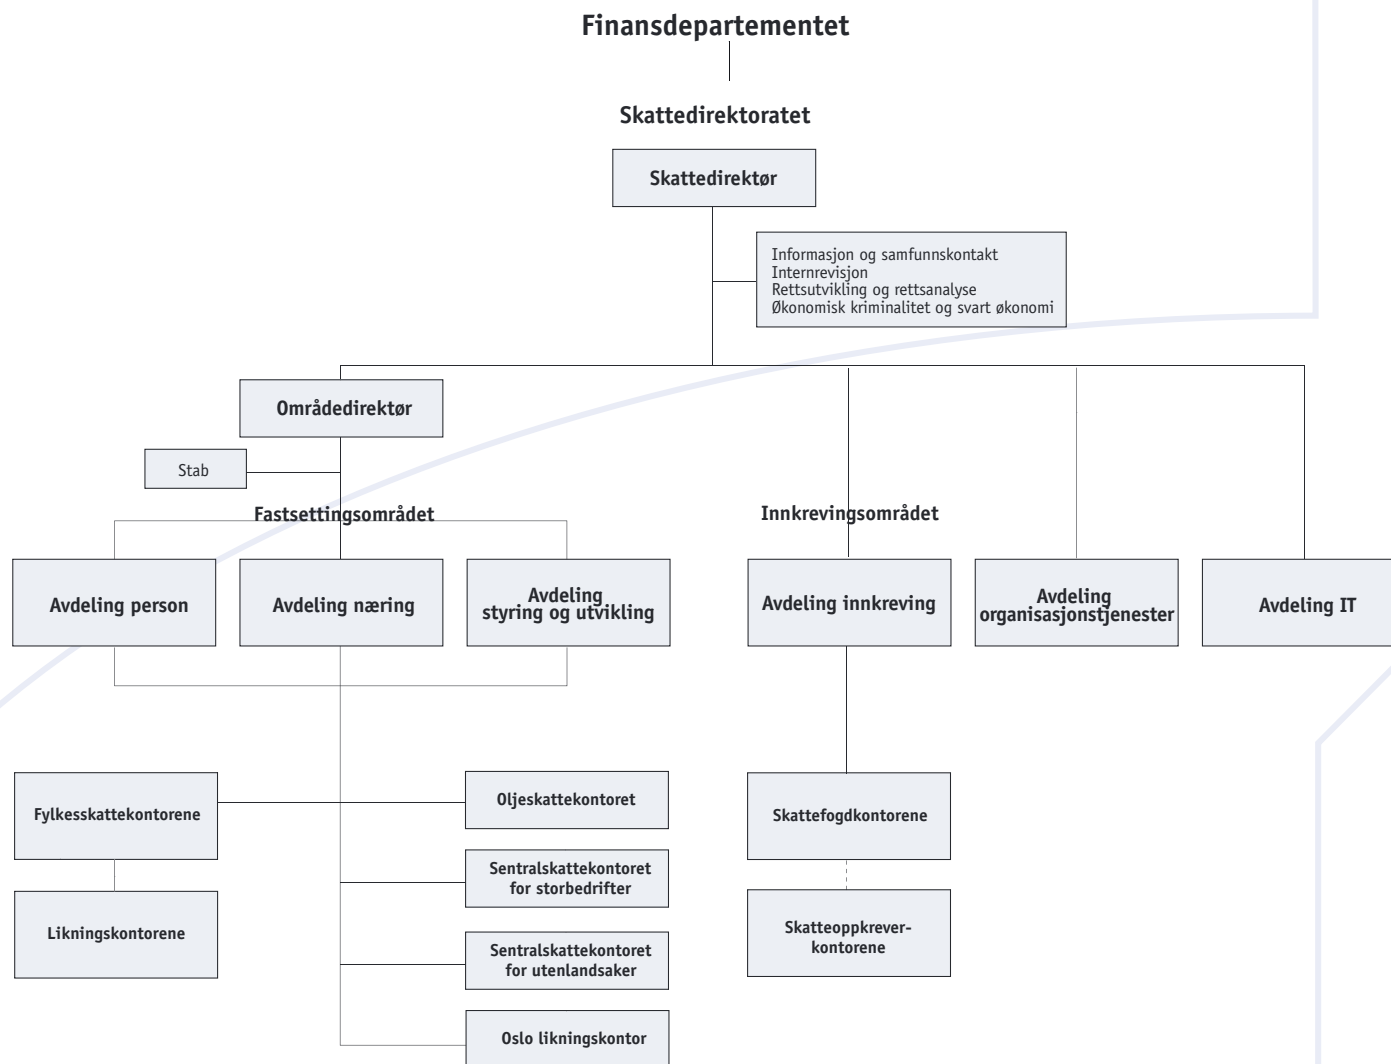 Finansdepartementet
Skattedirektoratet
Skattedirektør
Informasjon og samfunnskontakt
Internrevisjon
Rettsutvikling og rettsanalyse
Økonomisk kriminalitet og svart økonomi
Områdedirektør
Stab
Fastsettingsområdet
Innkrevingsområdet
Avdeling person
Avdeling næring
Avdeling
styring og utvikling
Avdeling innkreving
Avdeling
organisasjonstjenester
Avdeling IT
Fylkesskattekontorene
Oljeskattekontoret
Skattefogdkontorene
Sentralskattekontoret
for storbedrifter
Likningskontorene
Skatteoppkrever-
kontorene
Sentralskattekontoret
for utenlandsaker
Oslo likningskontor